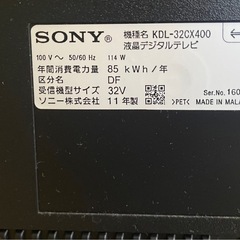 SONY 機種名 KDL-32CX400
液晶デジタルテレビ
100 V ～ 50/60 Hz 114 W
年間消費電力量 85 kWh/年
区分名 DF
受信機型サイズ 32V
ソニー株式会社 11年製
Ser.No.160
>PET< MADE IN MALA